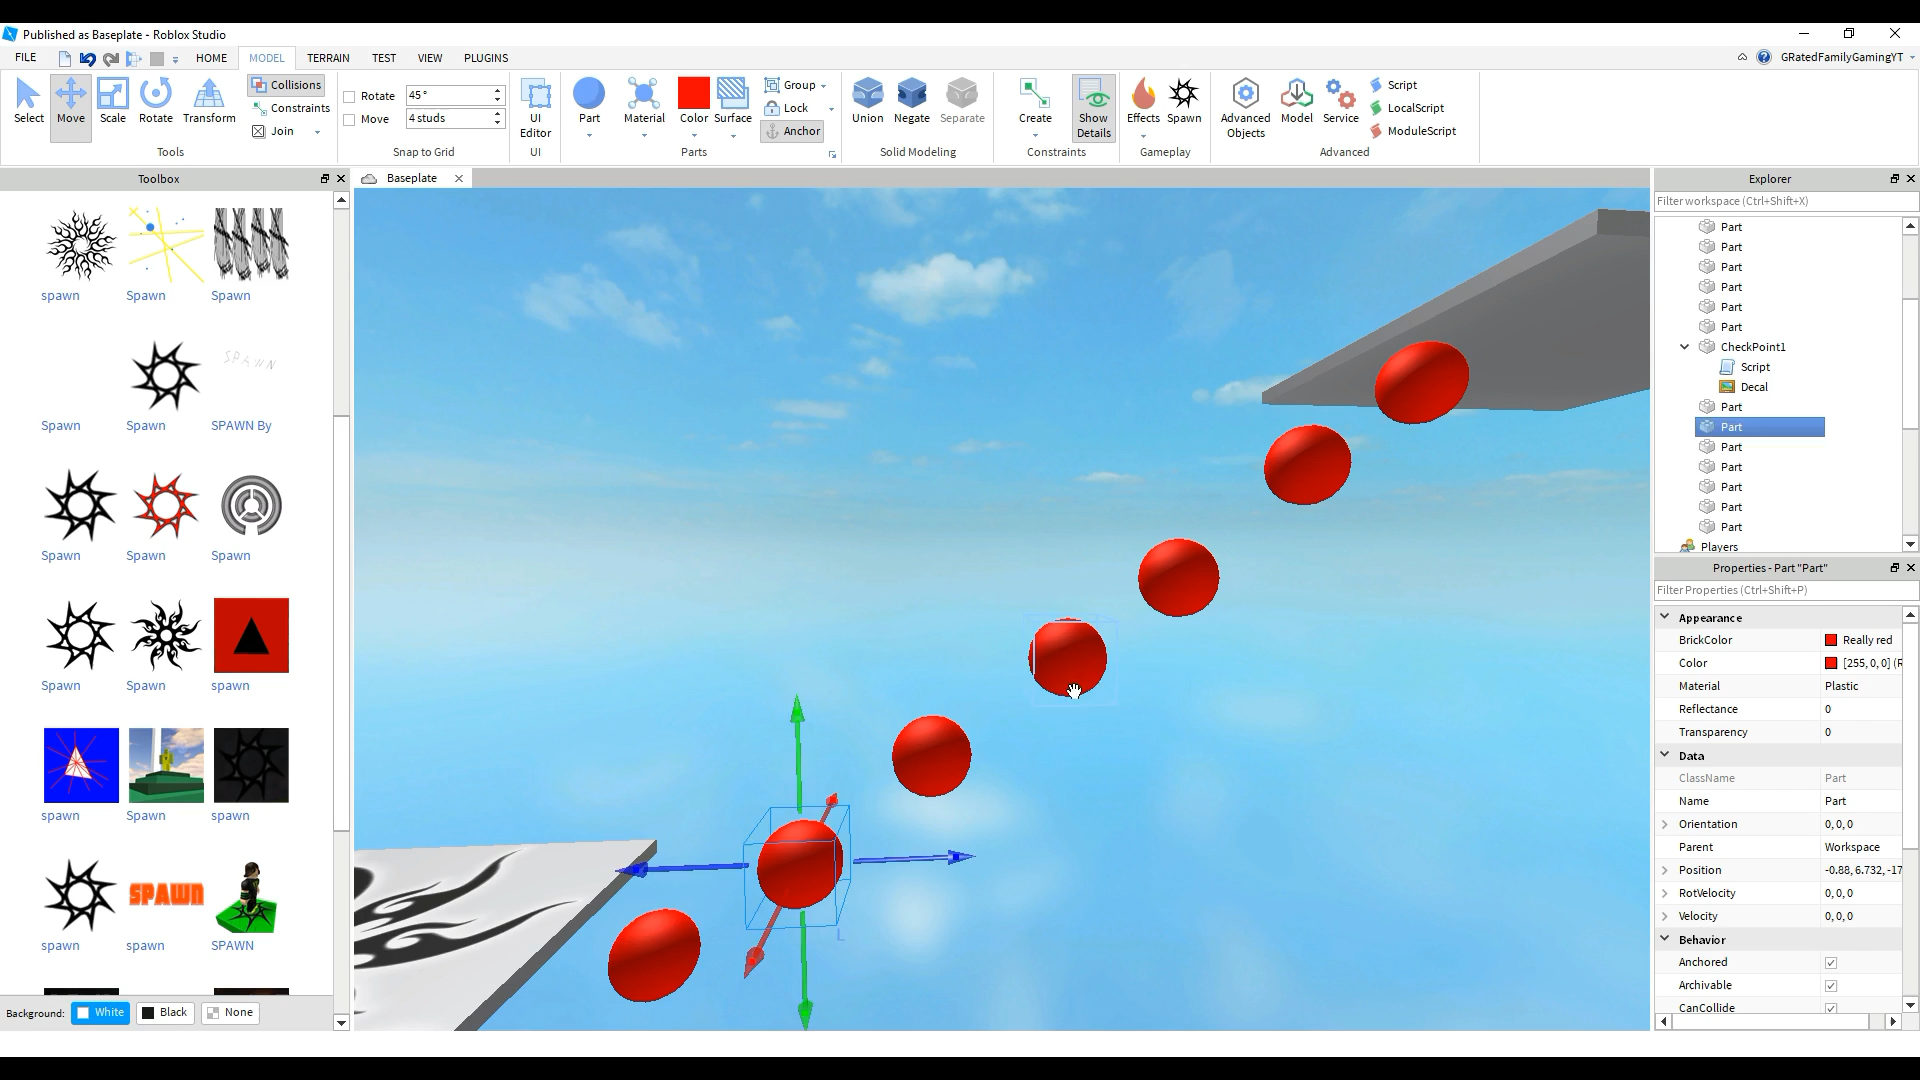 Published as Baseplate - Roblox Studio
FILE HOME MODEL TERRAIN TEST VIEW PLUGINS GRatedFamilyGamingYT
Select Move Scale Rotate Transform
Collisions
Constraints
Join
Tools
Rotate 45°
Move 4 studs
Snap to Grid
UI
Editor
UI
Part Material Color Surface
Group
Lock
Anchor
Parts
Union Negate Separate
Solid Modeling
Create Show
Details
Constraints
Effects Spawn
Gameplay
Advanced
Objects
Model Service
Script
LocalScript
ModuleScript
Advanced
Toolbox
spawn Spawn Spawn
SPAWN
Spawn Spawn SPAWN By
Spawn Spawn Spawn
Spawn Spawn spawn
spawn Spawn spawn
SPAWN
spawn spawn SPAWN
Background: White Black None
Baseplate
L
Explorer
Filter workspace (Ctrl+Shift+X)
Part
Part
Part
Part
Part
Part
CheckPoint1
Script
Decal
Part
Part
Part
Part
Part
Part
Part
Players
Properties - Part "Part"
Filter Properties (Ctrl+Shift+P)
Appearance
BrickColor Really red
Color [255, 0, 0] (R
Material Plastic
Reflectance 0
Transparency 0
Data
ClassName Part
Name Part
Orientation 0, 0, 0
Parent Workspace
Position -0.88, 6.732, -17
RotVelocity 0, 0, 0
Velocity 0, 0, 0
Behavior
Anchored
Archivable
CanCollide